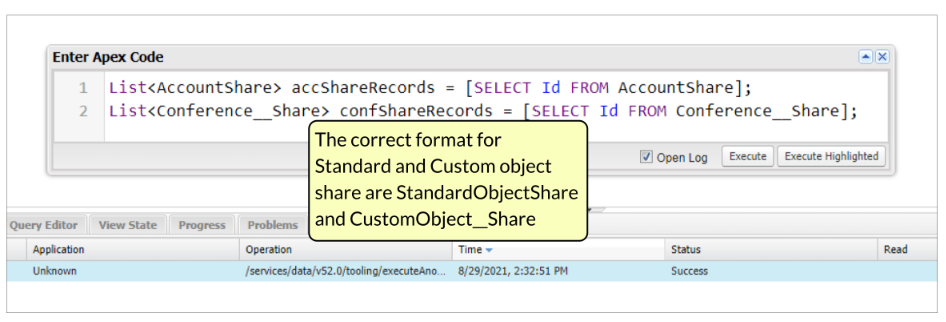 Enter Apex Code
1 List<AccountShare> accShareRecords = [SELECT Id FROM AccountShare];
2 List<Conference__Share> confShareRecords = [SELECT Id FROM Conference__Share];
The correct format for
Standard and Custom object
share are StandardObjectShare
and CustomObject__Share
Open Log Execute Execute Highlighted
Query Editor View State Progress Problems
Application Operation Time Status Read
Unknown /services/data/v52.0/tooling/executeAno... 8/29/2021, 2:32:51 PM Success